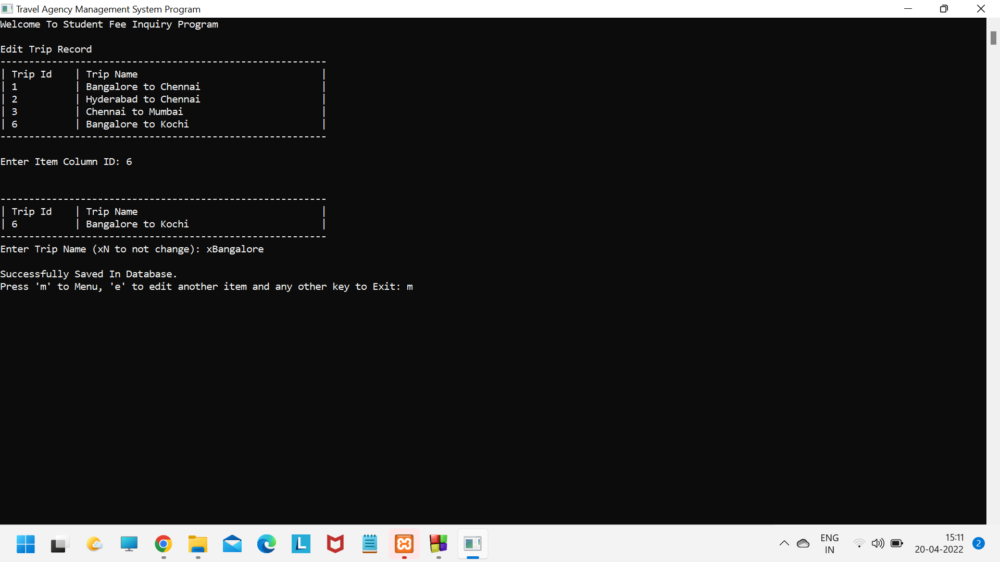 Travel Agency Management System Program
Welcome To Student Fee Inquiry Program
Edit Trip Record
---------------------------------------------------------
| Trip Id    | Trip Name                                |
| 1          | Bangalore to Chennai                     |
| 2          | Hyderabad to Chennai                     |
| 3          | Chennai to Mumbai                        |
| 6          | Bangalore to Kochi                       |
---------------------------------------------------------
Enter Item Column ID: 6
---------------------------------------------------------
| Trip Id    | Trip Name                                |
| 6          | Bangalore to Kochi                       |
---------------------------------------------------------
Enter Trip Name (xN to not change): xBangalore
Successfully Saved In Database.
Press 'm' to Menu, 'e' to edit another item and any other key to Exit: m
L
ENG
IN
15:11
20-04-2022
2